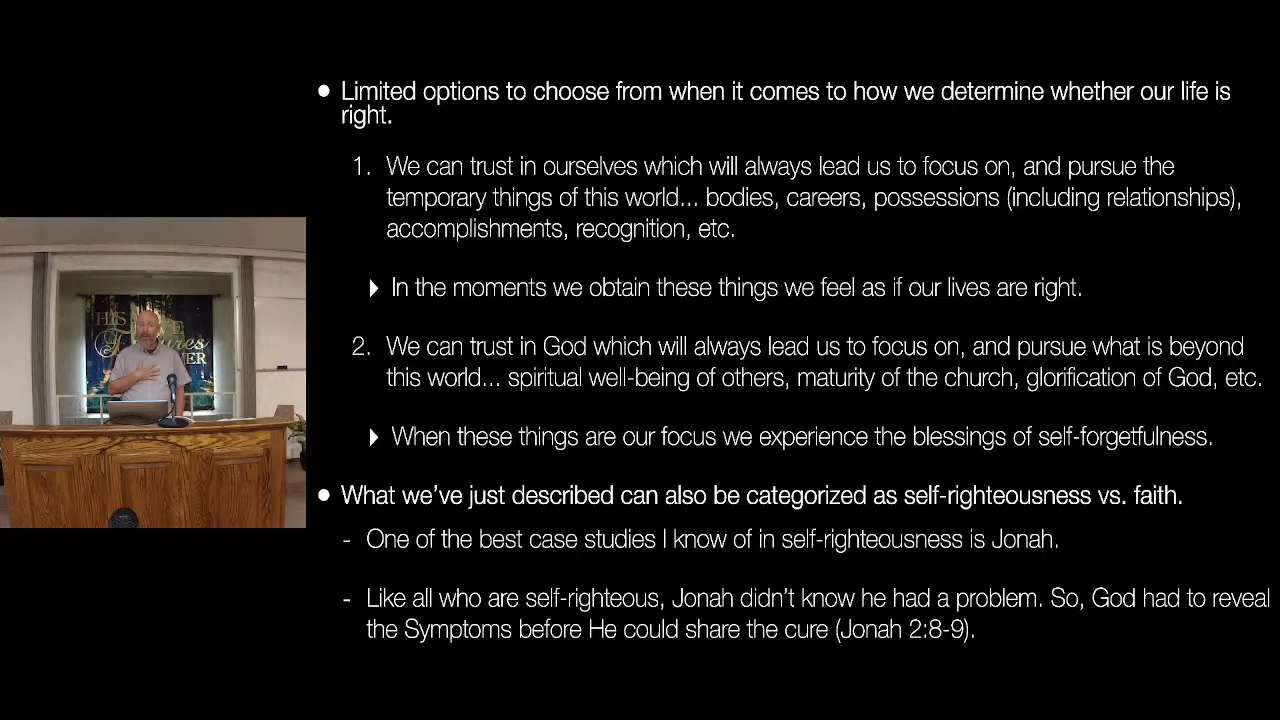 ● Limited options to choose from when it comes to how we determine whether our life is
right.
1. We can trust in ourselves which will always lead us to focus on, and pursue the
temporary things of this world... bodies, careers, possessions (including relationships),
accomplishments, recognition, etc.
▶ In the moments we obtain these things we feel as if our lives are right.
2. We can trust in God which will always lead us to focus on, and pursue what is beyond
this world... spiritual well-being of others, maturity of the church, glorification of God, etc.
▶ When these things are our focus we experience the blessings of self-forgetfulness.
● What we've just described can also be categorized as self-righteousness vs. faith.
- One of the best case studies I know of in self-righteousness is Jonah.
- Like all who are self-righteous, Jonah didn't know he had a problem. So, God had to reveal
the Symptoms before He could share the cure (Jonah 2:8-9).
HIS